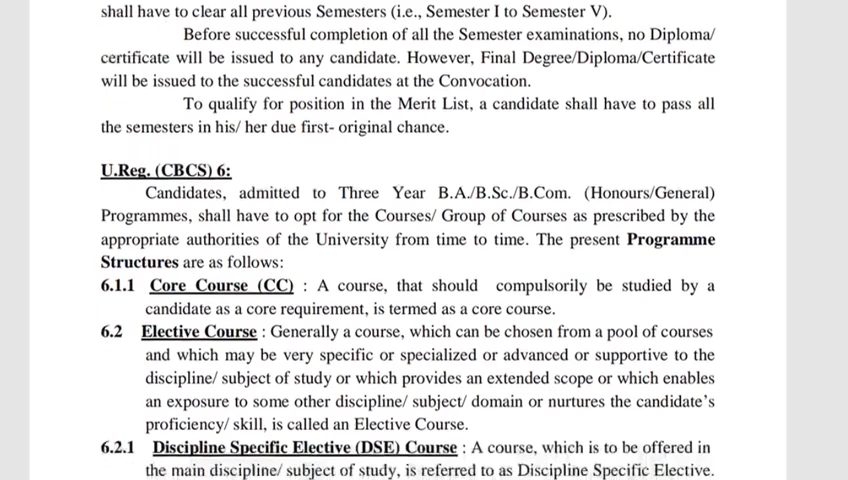 shall have to clear all previous Semesters (i.e., Semester I to Semester V).
Before successful completion of all the Semester examinations, no Diploma/
certificate will be issued to any candidate. However, Final Degree/Diploma/Certificate
will be issued to the successful candidates at the Convocation.
To qualify for position in the Merit List, a candidate shall have to pass all
the semesters in his/ her due first- original chance.
U.Reg. (CBCS) 6:
Candidates, admitted to Three Year B.A./B.Sc./B.Com. (Honours/General)
Programmes, shall have to opt for the Courses/ Group of Courses as prescribed by the
appropriate authorities of the University from time to time. The present Programme
Structures are as follows:
6.1.1 Core Course (CC) : A course, that should compulsorily be studied by a
candidate as a core requirement, is termed as a core course.
6.2 Elective Course : Generally a course, which can be chosen from a pool of courses
and which may be very specific or specialized or advanced or supportive to the
discipline/ subject of study or which provides an extended scope or which enables
an exposure to some other discipline/ subject/ domain or nurtures the candidate’s
proficiency/ skill, is called an Elective Course.
6.2.1 Discipline Specific Elective (DSE) Course : A course, which is to be offered in
the main discipline/ subject of study, is referred to as Discipline Specific Elective.